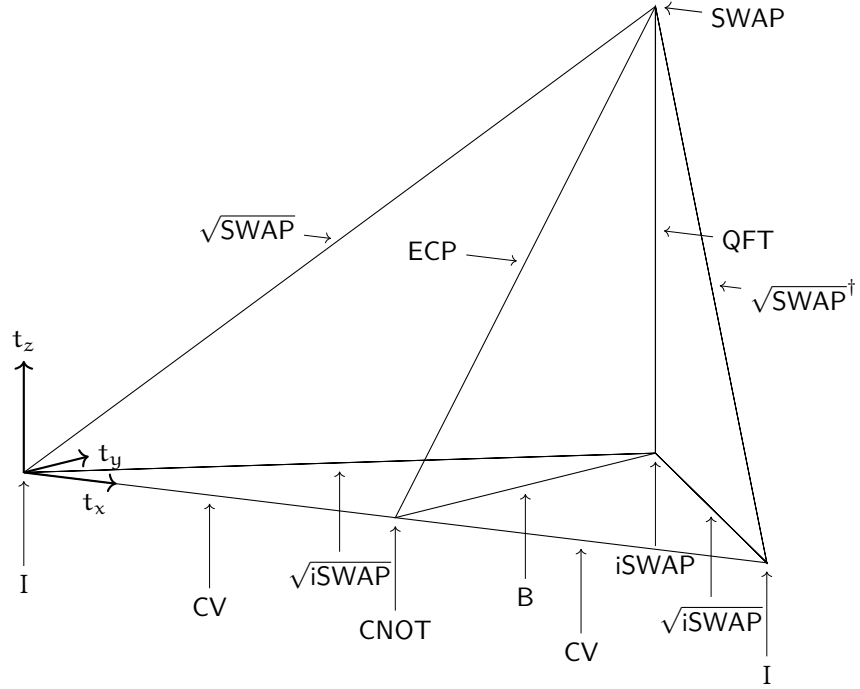 SWAP
√SWAP
ECP
QFT
√SWAP†
t_z
t_y
t_x
I
CV
√iSWAP
CNOT
B
CV
iSWAP
√iSWAP
I